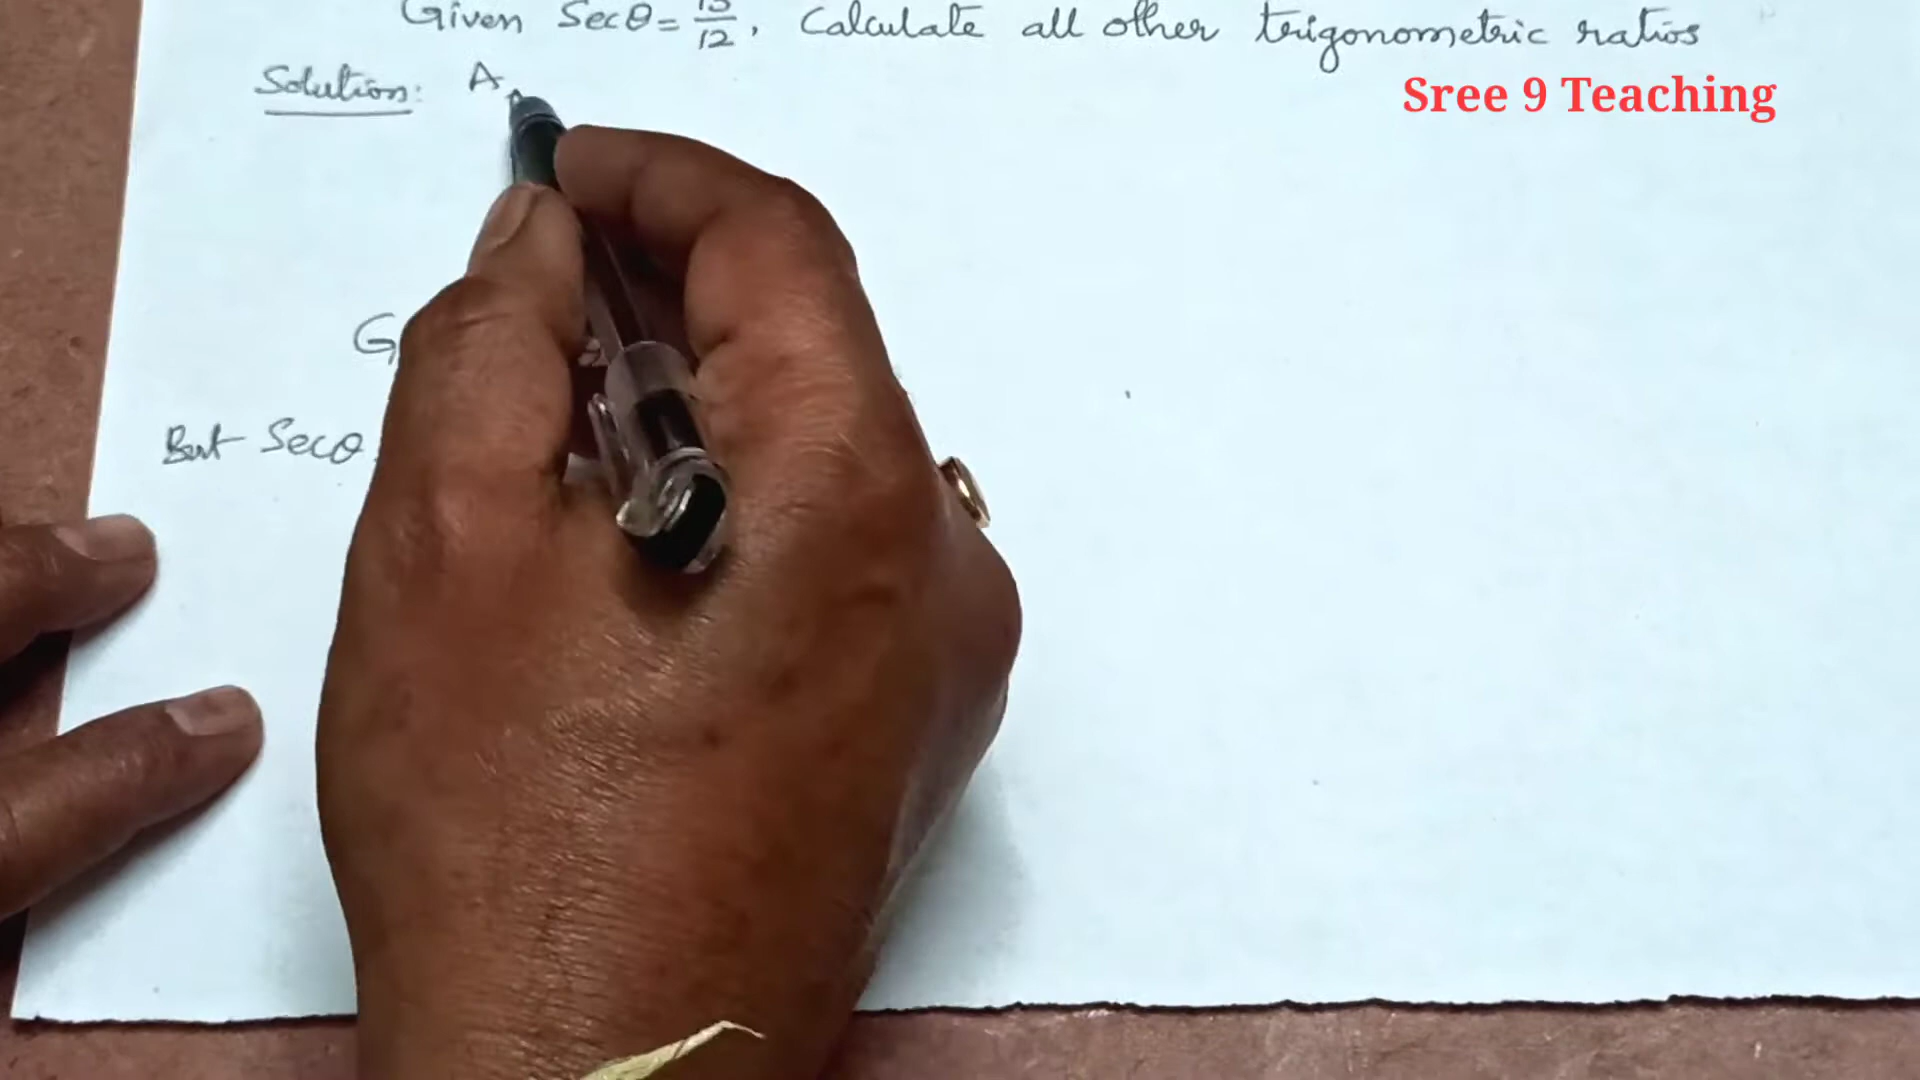 Given Secθ = 13/12, Calculate all other trigonometric ratios
Sree 9 Teaching
Solution: A
G
But Secθ